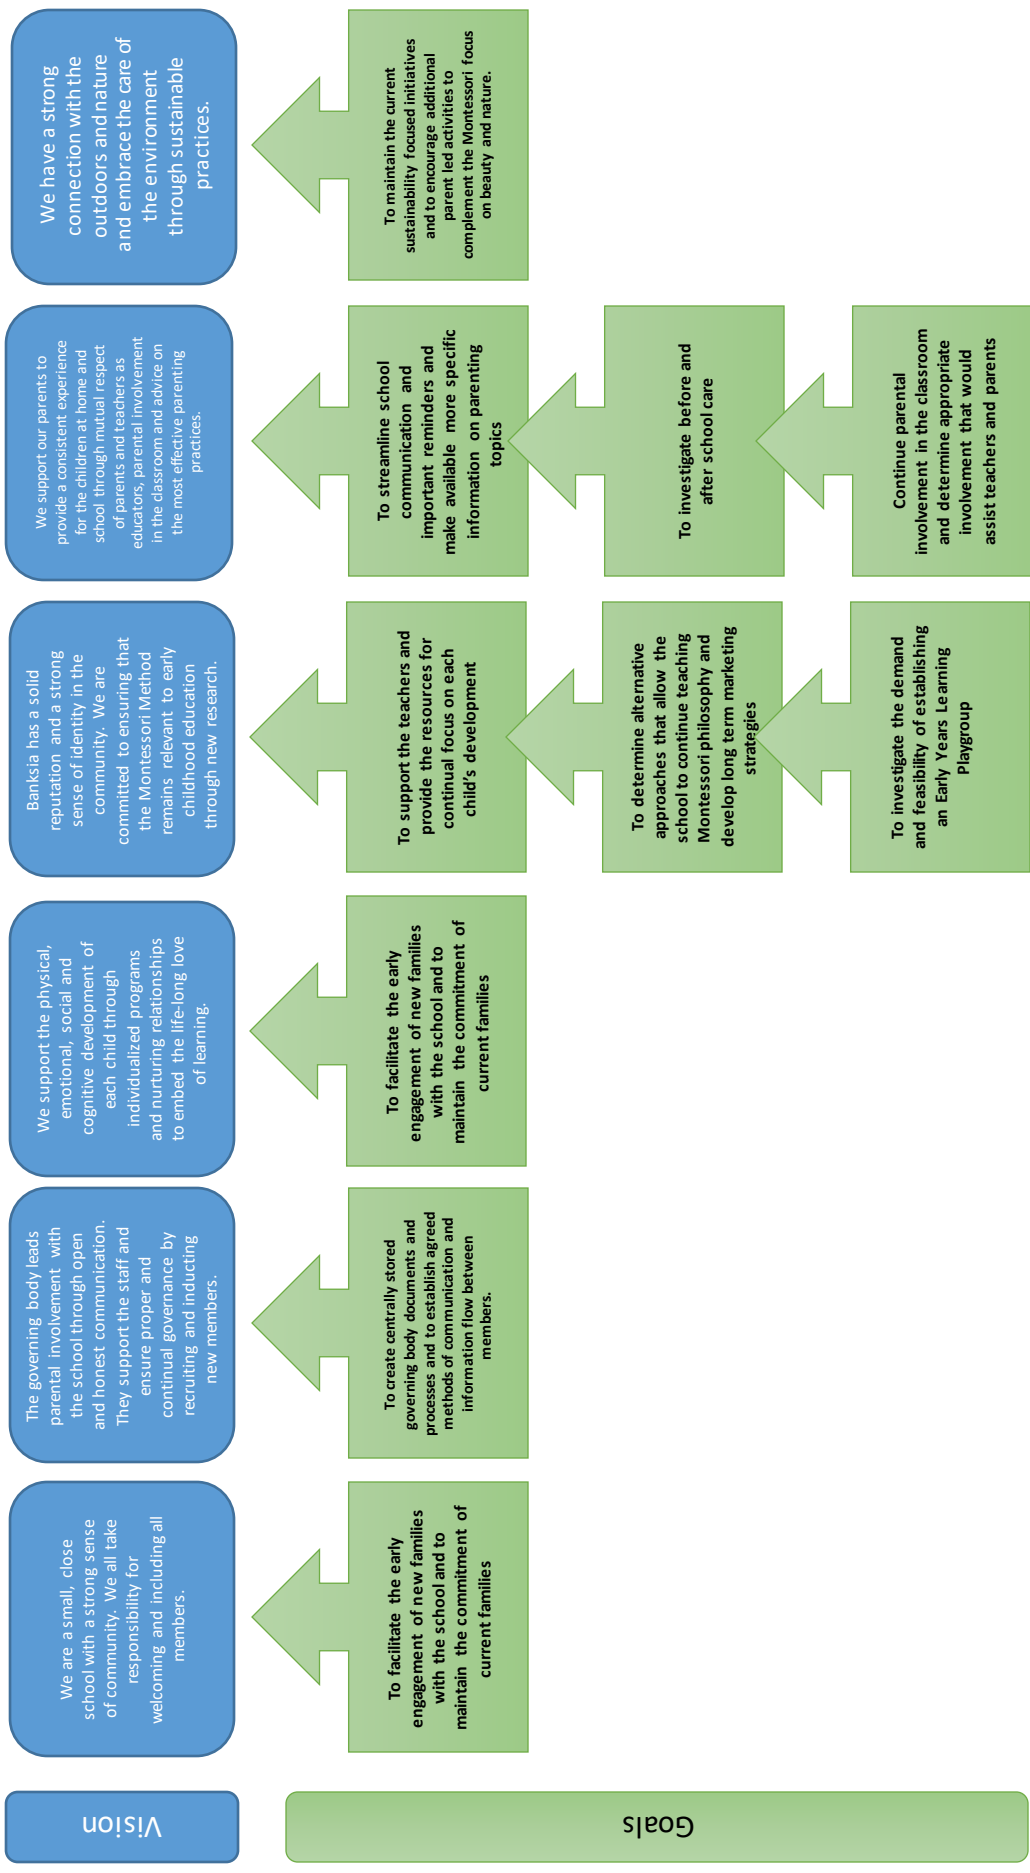 Vision
We are a small, close
school with a strong sense
of community. We all take
responsibility for
welcoming and including all
members.
The governing body leads
parental involvement with
the school through open
and honest communication.
They support the staff and
ensure proper and
continual governance by
recruiting and inducting
new members.
We support the physical,
emotional, social and
cognitive development of
each child through
individualized programs
and nurturing relationships
to embed the life-long love
of learning.
Banksia has a solid
reputation and a strong
sense of identity in the
community. We are
committed to ensuring that
the Montessori Method
remains relevant to early
childhood education
through new research.
We support our parents to
provide a consistent experience
for the children at home and
school through mutual respect
of parents and teachers as
educators, parental involvement
in the classroom and advice on
the most effective parenting
practices.
We have a strong
connection with the
outdoors and nature
and embrace the care of
the environment
through sustainable
practices.
Goals
To facilitate the early
engagement of new families
with the school and to
maintain the commitment of
current families
To create centrally stored
governing body documents and
processes and to establish agreed
methods of communication and
information flow between
members.
To facilitate the early
engagement of new families
with the school and to
maintain the commitment of
current families
To support the teachers and
provide the resources for
continual focus on each
child's development
To streamline school
communication and
important reminders and
make available more specific
information on parenting
topics
To maintain the current
sustainability focused initiatives
and to encourage additional
parent led activities to
complement the Montessori focus
on beauty and nature.
To determine alternative
approaches that allow the
school to continue teaching
Montessori philosophy and
develop long term marketing
strategies
To investigate before and
after school care
To investigate the demand
and feasibility of establishing
an Early Years Learning
Playgroup
Continue parental
involvement in the classroom
and determine appropriate
involvement that would
assist teachers and parents